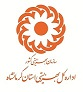 سازمان بهزیستی کشور
اداره کل بهزیستی استان کرمانشاه